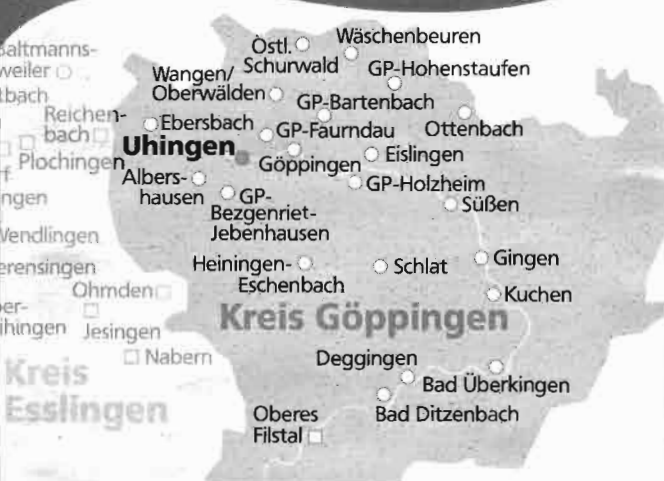 Wäschenbeuren
Östl.
Schurwald
GP-Hohenstaufen
Wangen/
Oberwälden
GP-Bartenbach
Reichen-
bach
Ebersbach
GP-Faurndau
Ottenbach
Uhingen
Plochingen
Göppingen
Eislingen
Albers-
hausen
GP-Holzheim
GP-
Bezgenriet-
Jebenhausen
Süßen
Wendlingen
Heiningen-
Eschenbach
Schlat
Gingen
Ohmden
Kuchen
Kreis Göppingen
Jesingen
Nabern
Deggingen
Bad Überkingen
Kreis
Esslingen
Oberes
Filstal
Bad Ditzenbach